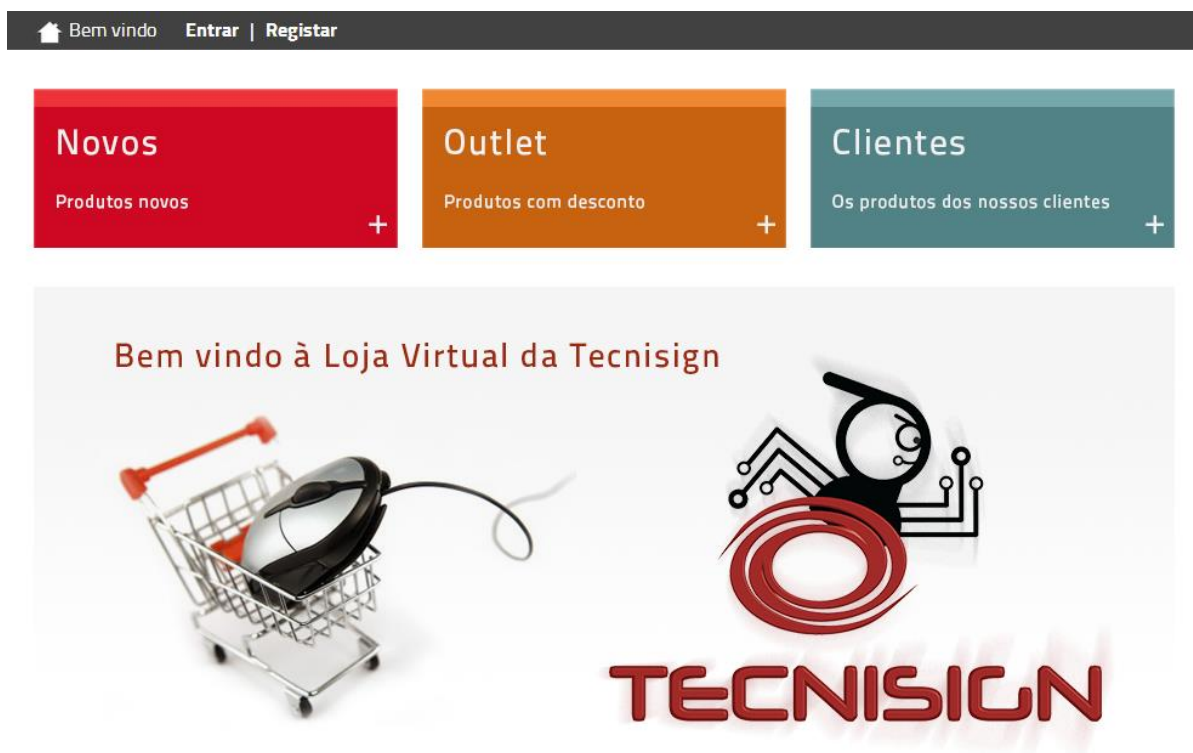 Bem vindo Entrar | Registar
Novos
Produtos novos
+
Outlet
Produtos com desconto
+
Clientes
Os produtos dos nossos clientes
+
Bem vindo à Loja Virtual da Tecnisign
TECNISIGN